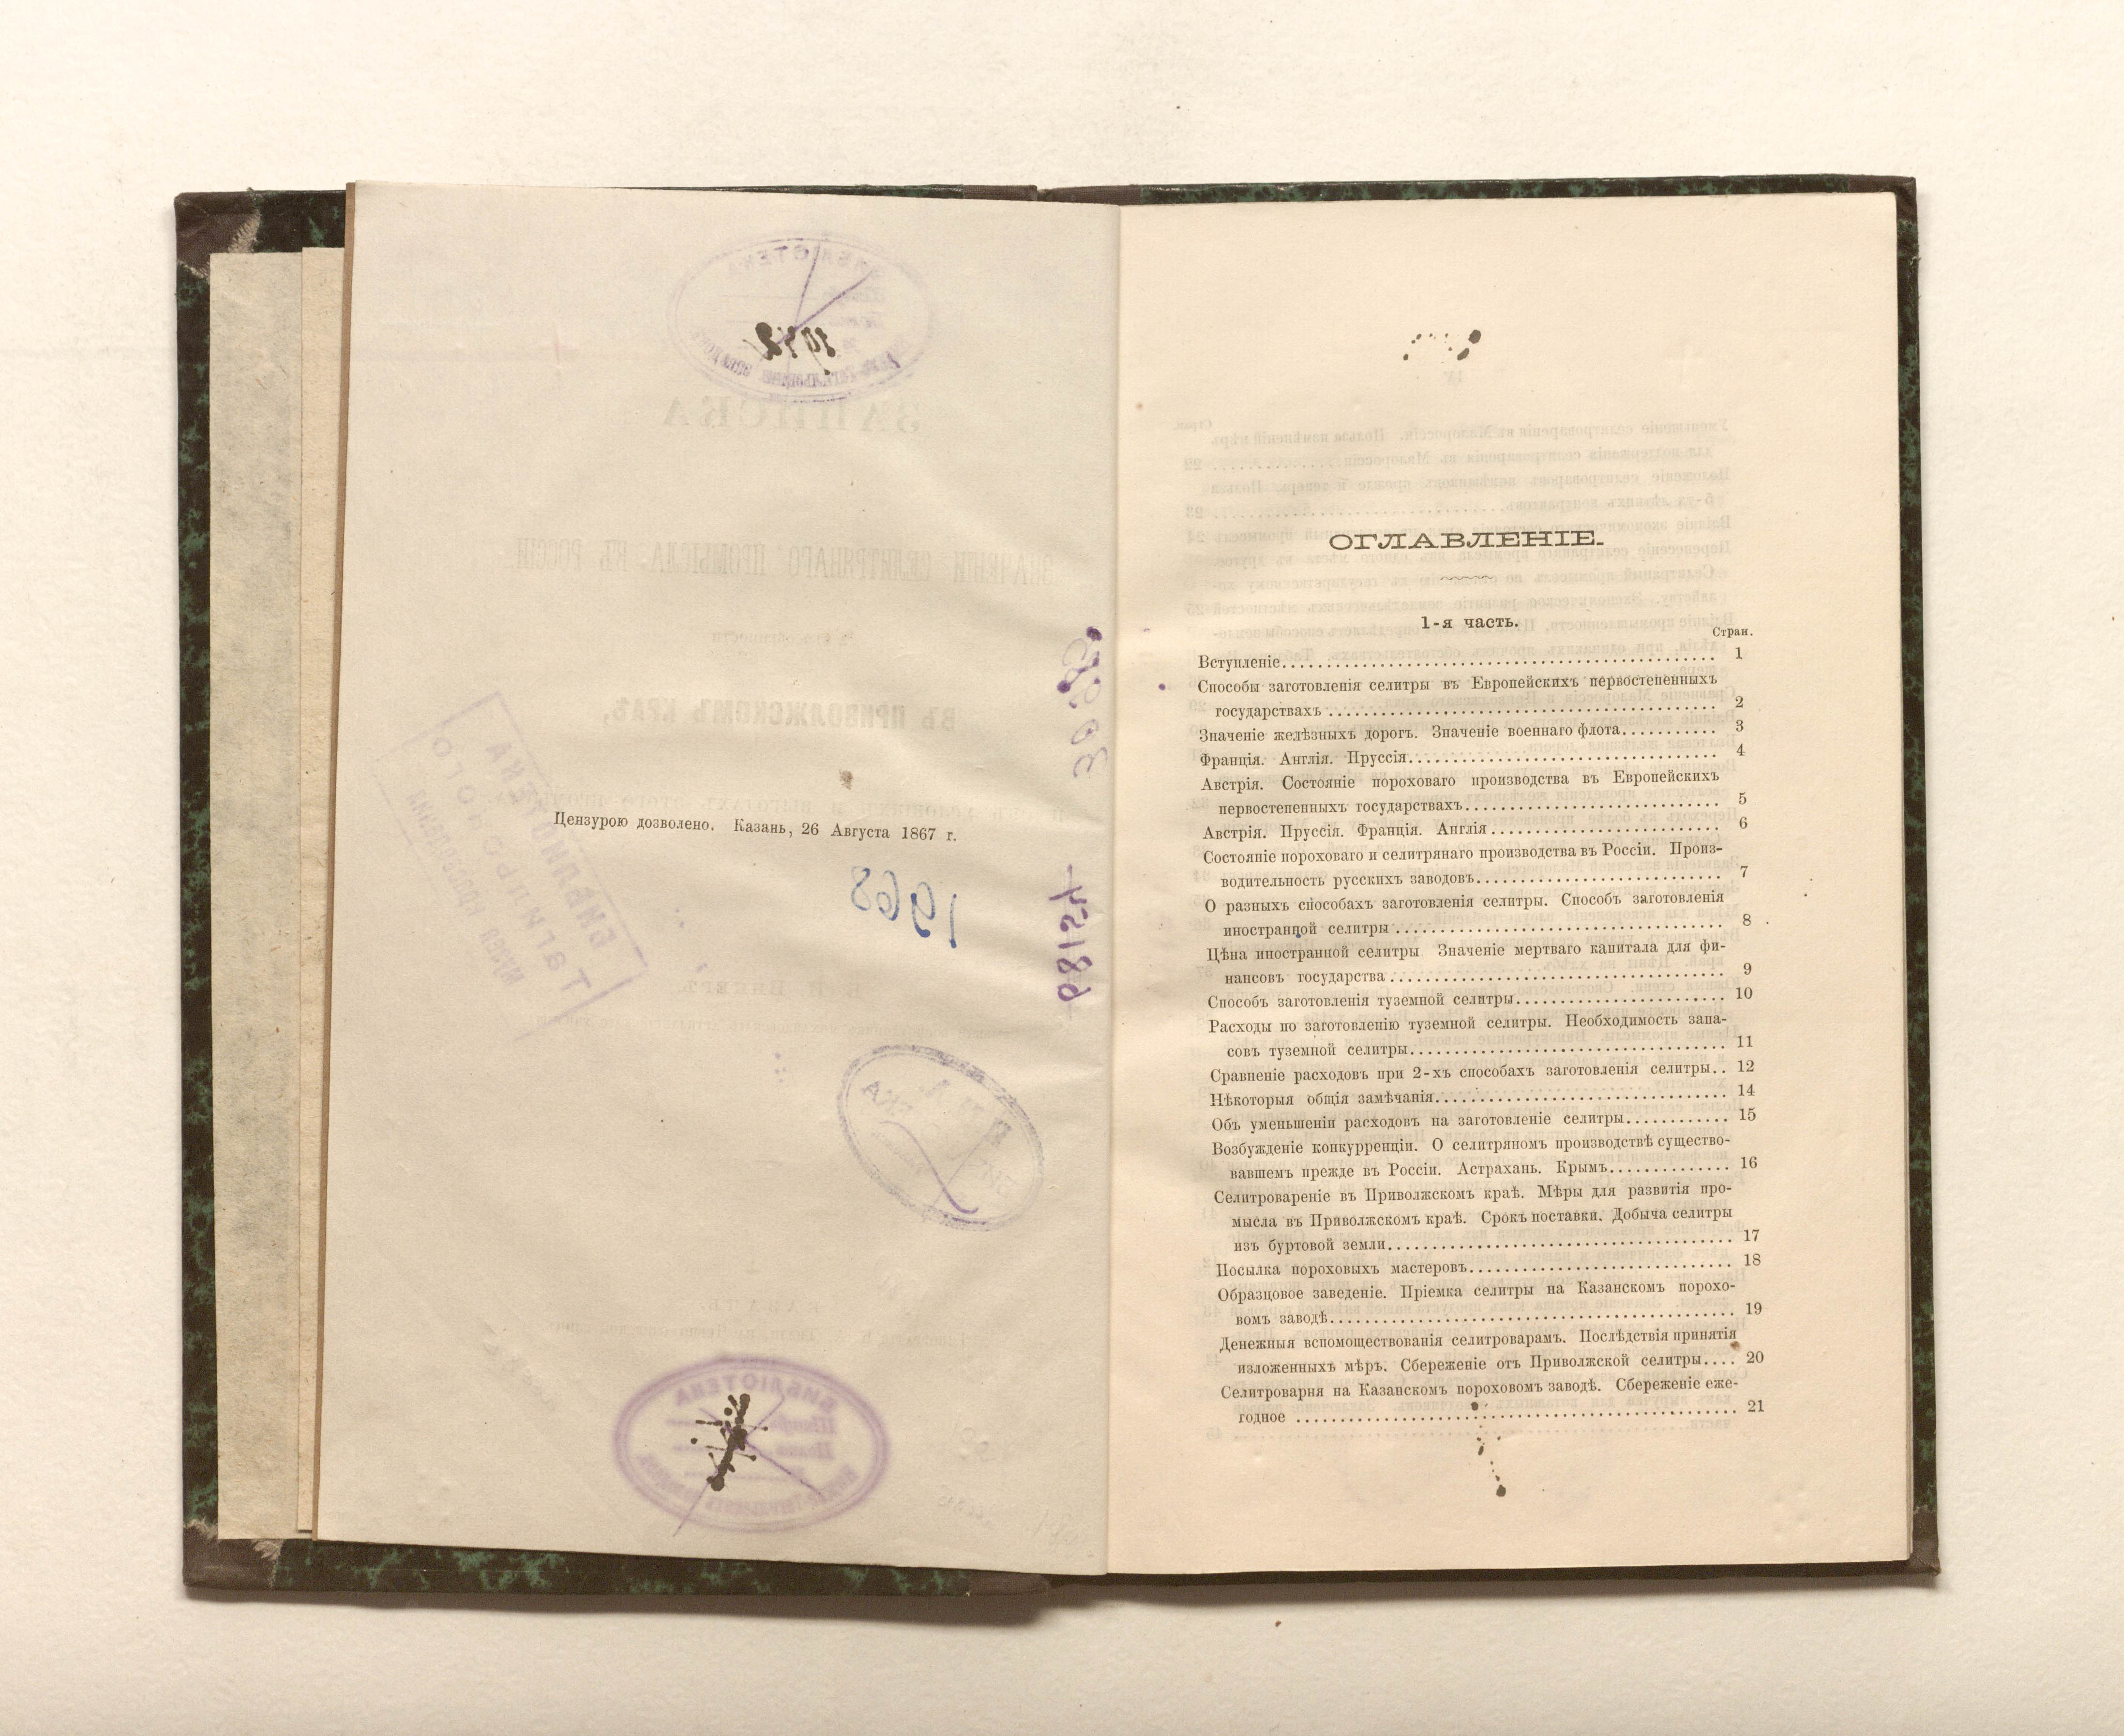 Цензурою дозволено. Казань, 26 Августа 1867 г.
1968
ОГЛАВЛЕНІЕ.
1-я часть.
Стран.
Вступленіе........ 1
Способы заготовленія селитры въ Европейскихъ первостепенныхъ
государствахъ........ 2
Значеніе желѣзныхъ дорогъ. Значеніе военнаго флота........ 3
Франція. Англія. Пруссія........ 4
Австрія. Состояніе пороховаго производства въ Европейскихъ
первостепенныхъ государствахъ........ 5
Австрія. Пруссія. Франція. Англія........ 6
Состояніе пороховаго и селитрянаго производства въ Россіи. Произ-
водительность русскихъ заводовъ........ 7
О разныхъ способахъ заготовленія селитры. Способъ заготовленія
иностранной селитры........ 8
Цѣна иностранной селитры Значеніе мертваго капитала для фи-
нансовъ государства........ 9
Способъ заготовленія туземной селитры........ 10
Расходы по заготовленію туземной селитры. Необходимость запа-
совъ туземной селитры........ 11
Сравненіе расходовъ при 2-хъ способахъ заготовленія селитры.. 12
Нѣкоторыя общія замѣчанія........ 14
Объ уменьшеніи расходовъ на заготовленіе селитры........ 15
Возбужденіе конкурренціи. О селитряномъ производствѣ существо-
вавшемъ прежде въ Россіи. Астрахань. Крымъ........ 16
Селитровареніе въ Приволжскомъ краѣ. Мѣры для развитія про-
мысла въ Приволжскомъ краѣ. Срокъ поставки. Добыча селитры
изъ буртовой земли........ 17
Посылка пороховыхъ мастеровъ........ 18
Образцовое заведеніе. Пріемка селитры на Казанскомъ порохо-
вомъ заводѣ........ 19
Денежныя вспомоществованія селитроварамъ. Послѣдствія принятія
изложенныхъ мѣръ. Сбереженіе отъ Приволжской селитры.... 20
Селитроварня на Казанскомъ пороховомъ заводѣ. Сбереженіе еже-
годное........ 21